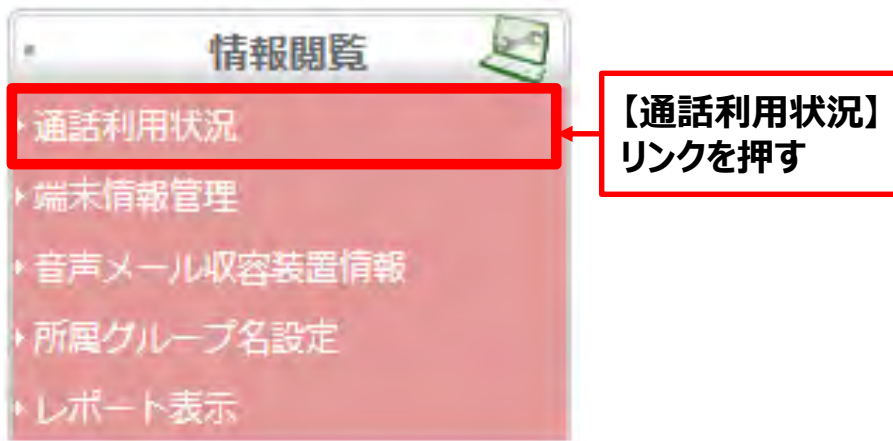 情報閲覧
通話利用状況
【通話利用状況】
リンクを押す
端末情報管理
音声メール収容装置情報
所属グループ名設定
レポート表示